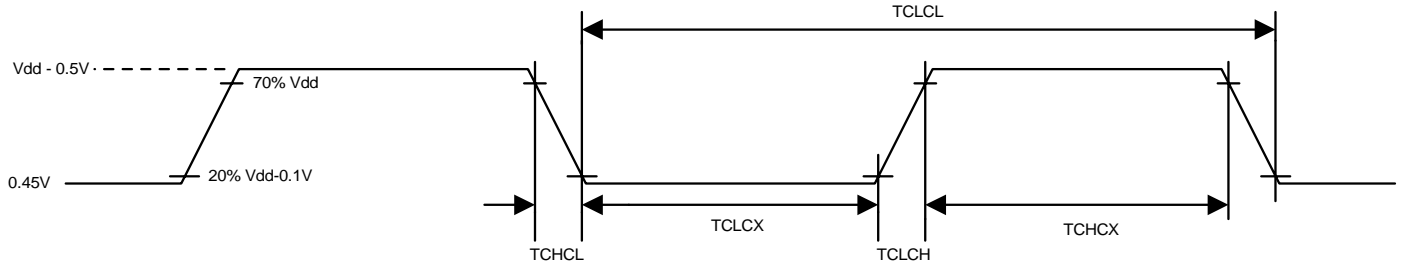 TCLCL
Vdd - 0.5V
70% Vdd
20% Vdd-0.1V
0.45V
TCLCX
TCHCX
TCHCL
TCLCH